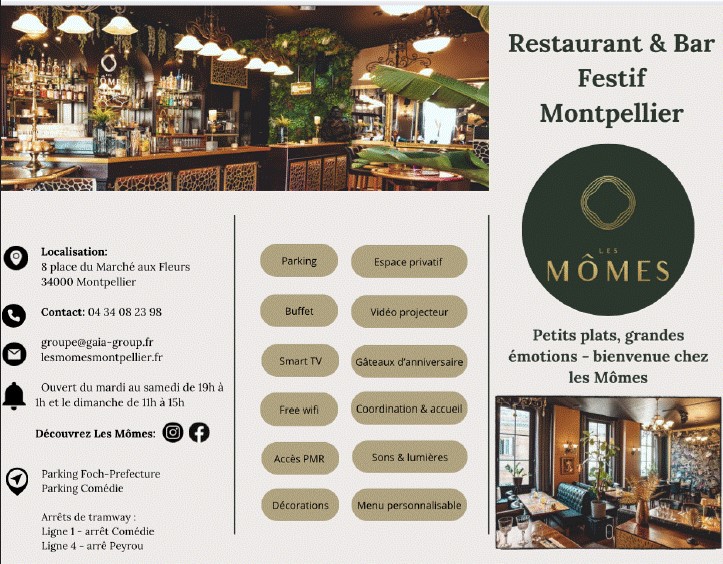 Restaurant & Bar
Festif
Montpellier
LES
MÔMES
Petits plats, grandes
émotions - bienvenue chez
les Mômes
Parking
Espace privatif
Buffet
Vidéo projecteur
Smart TV
Gâteaux d'anniversaire
Free wifi
Coordination & accueil
Accès PMR
Sons & lumières
Décorations
Menu personnalisable
Localisation:
8 place du Marché aux Fleurs
34000 Montpellier
Contact: 04 34 08 23 98
groupe@gaia-group.fr
lesmomesmontpellier.fr
Ouvert du mardi au samedi de 19h à
1h et le dimanche de 11h à 15h
Découvrez Les Mômes:
Parking Foch-Prefecture
Parking Comédie
Arrêts de tramway :
Ligne 1 - arrêt Comédie
Ligne 4 - arrê Peyrou